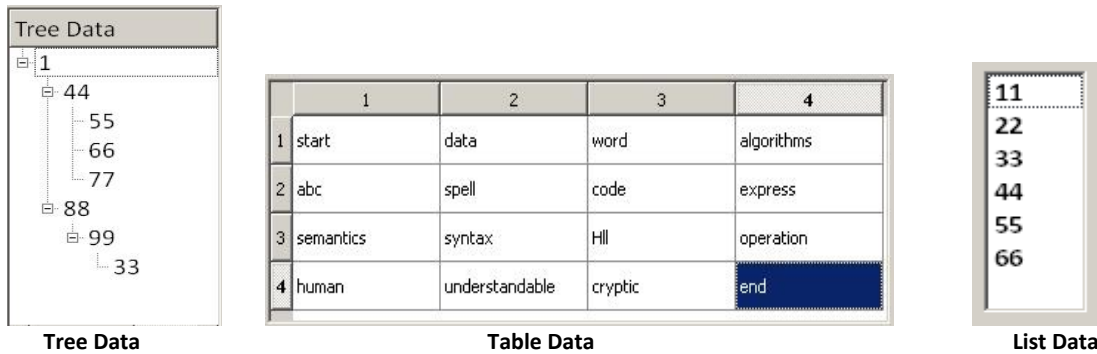 Tree Data
1
44
55
66
77
88
99
33
1 2 3 4
1 start data word algorithms
2 abc spell code express
3 semantics syntax Hll operation
4 human understandable cryptic end
11
22
33
44
55
66
Tree Data Table Data List Data